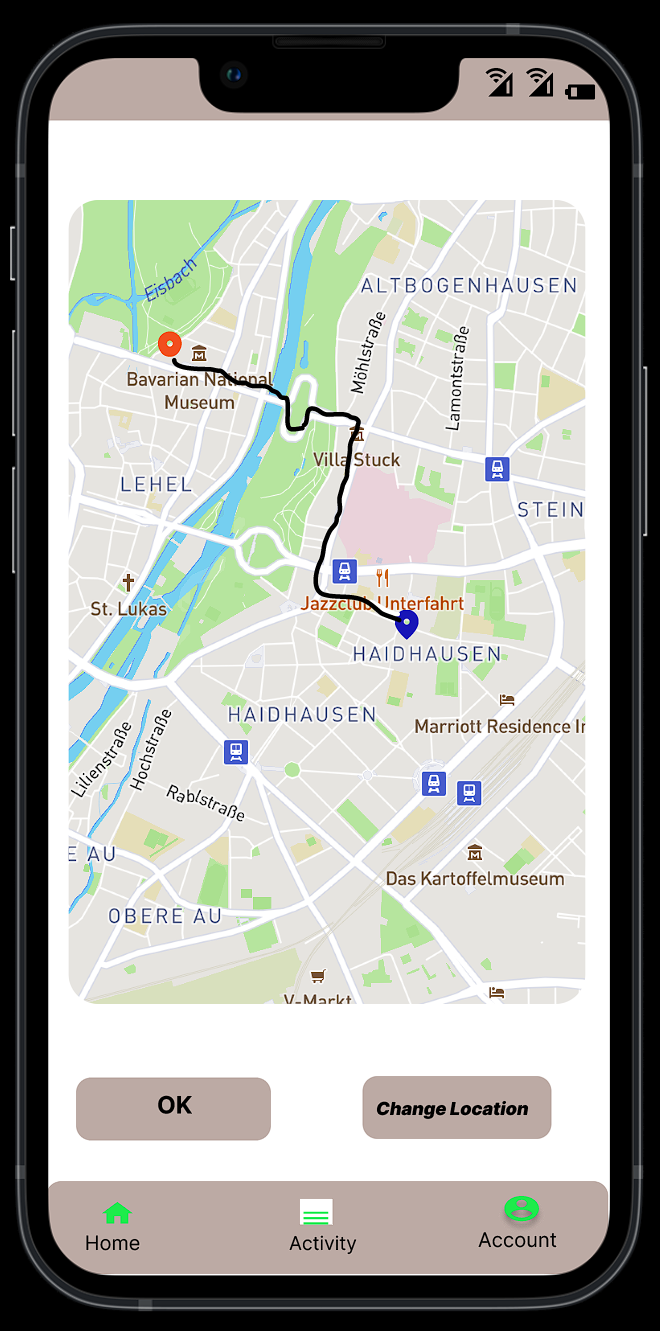 Eisbach
ALTBOGENHAUSEN
Möhlstraße
Lamontstraße
Bavarian National
Museum
Villa Stuck
LEHEL
STEIN
St. Lukas
Jazzclub Unterfahrt
HAIDHAUSEN
HAIDHAUSEN
Marriott Residence In
Lilienstraße
Hochstraße
Rablstraße
E AU
Das Kartoffelmuseum
OBERE AU
V-Markt
OK
Change Location
Home
Activity
Account